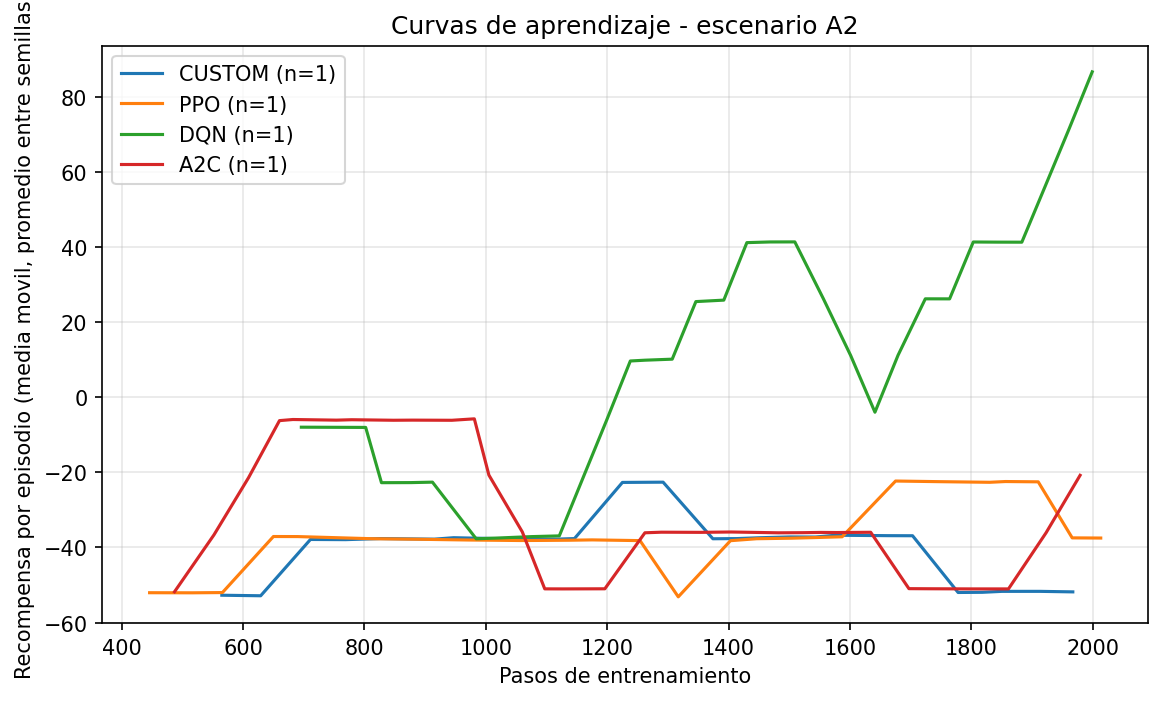 Curvas de aprendizaje - escenario A2
Recompensa por episodio (media movil, promedio entre semillas
CUSTOM (n=1)
PPO (n=1)
DQN (n=1)
A2C (n=1)
80
60
40
20
0
−20
−40
−60
400 600 800 1000 1200 1400 1600 1800 2000
Pasos de entrenamiento